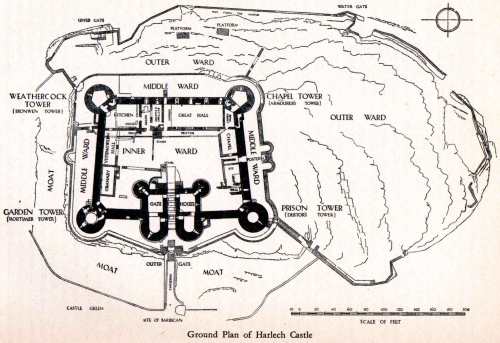 UPPER GATE
PLATFORM
PLATFORM
WATER GATE
OUTER WARD
MIDDLE WARD
WEATHERCOCK
TOWER
[BRONWEN TOWER]
CHAPEL TOWER
[ARMOURERS TOWER]
KITCHEN
GREAT HALL
OUTER WARD
MIDDLE WARD
INNER WARD
CHAPEL
MIDDLE WARD
GRANARY
MOAT
GARDEN TOWER
[MORTIMER TOWER]
GATE HOUSE
PRISON TOWER
[DEBTORS TOWER]
MOAT
OUTER GATE
MOAT
CASTLE GREEN
SITE OF BARBICAN
SCALE OF FEET
Ground Plan of Harlech Castle